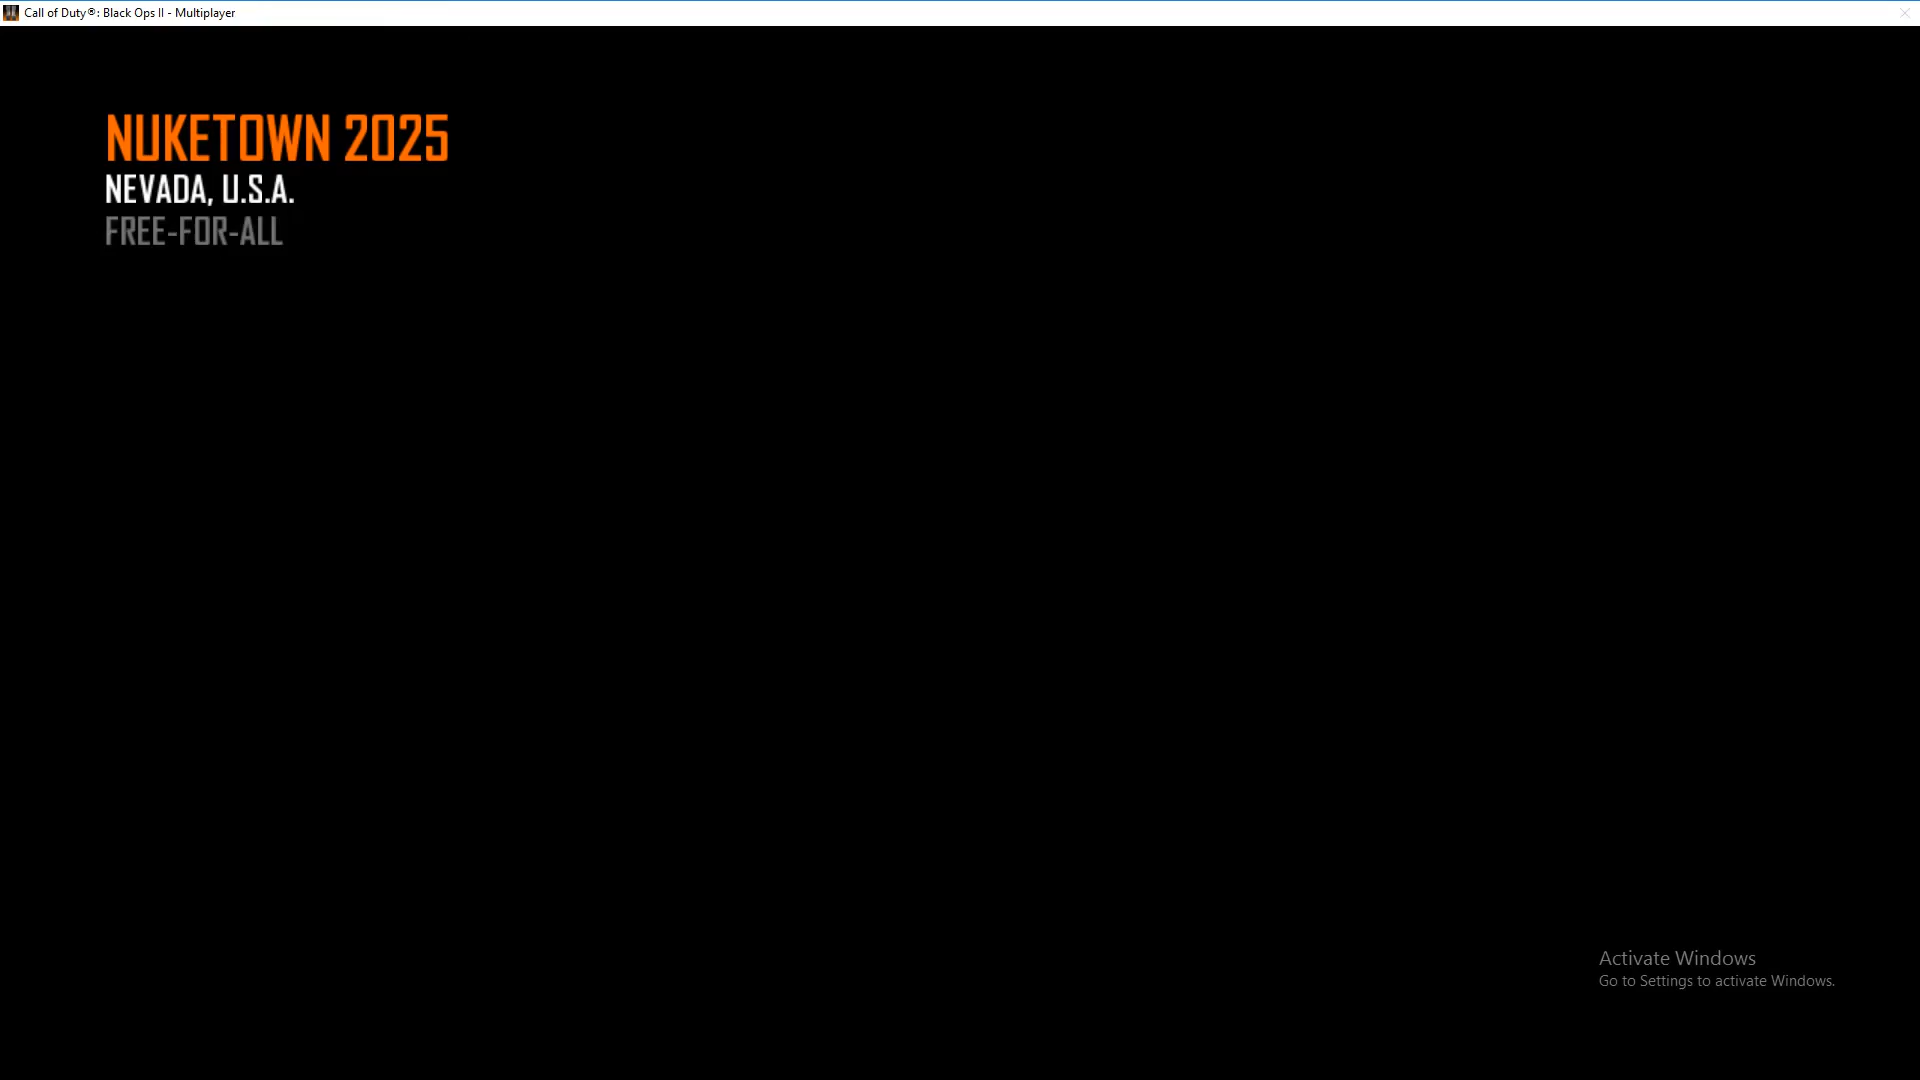 Call of Duty®: Black Ops II - Multiplayer
NUKETOWN 2025
NEVADA, U.S.A.
FREE-FOR-ALL
Activate Windows
Go to Settings to activate Windows.